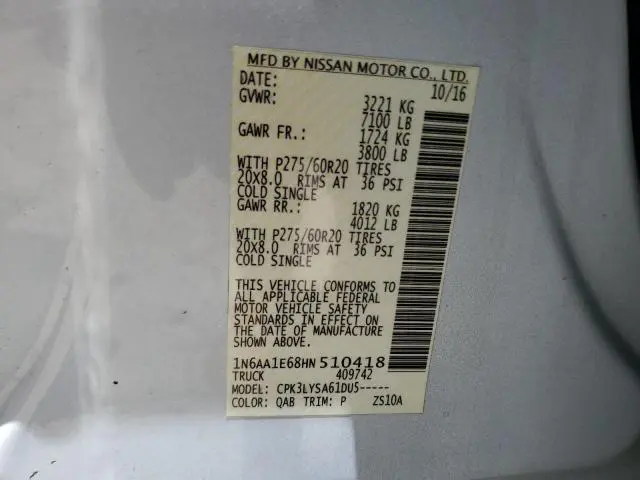 MFD BY NISSAN MOTOR CO., LTD.
DATE: 10/16
GVWR: 3221 KG
7100 LB
GAWR FR.: 1724 KG
3800 LB
WITH P275/60R20 TIRES
20X8.0 RIMS AT 36 PSI
COLD SINGLE
GAWR RR.: 1820 KG
4012 LB
WITH P275/60R20 TIRES
20X8.0 RIMS AT 36 PSI
COLD SINGLE
THIS VEHICLE CONFORMS TO
ALL APPLICABLE FEDERAL
MOTOR VEHICLE SAFETY
STANDARDS IN EFFECT ON
THE DATE OF MANUFACTURE
SHOWN ABOVE.
1N6AA1E68HN510418
TRUCK 409742
MODEL: CPK3LYSA61DU5-----
COLOR: QAB TRIM: P ZS10A